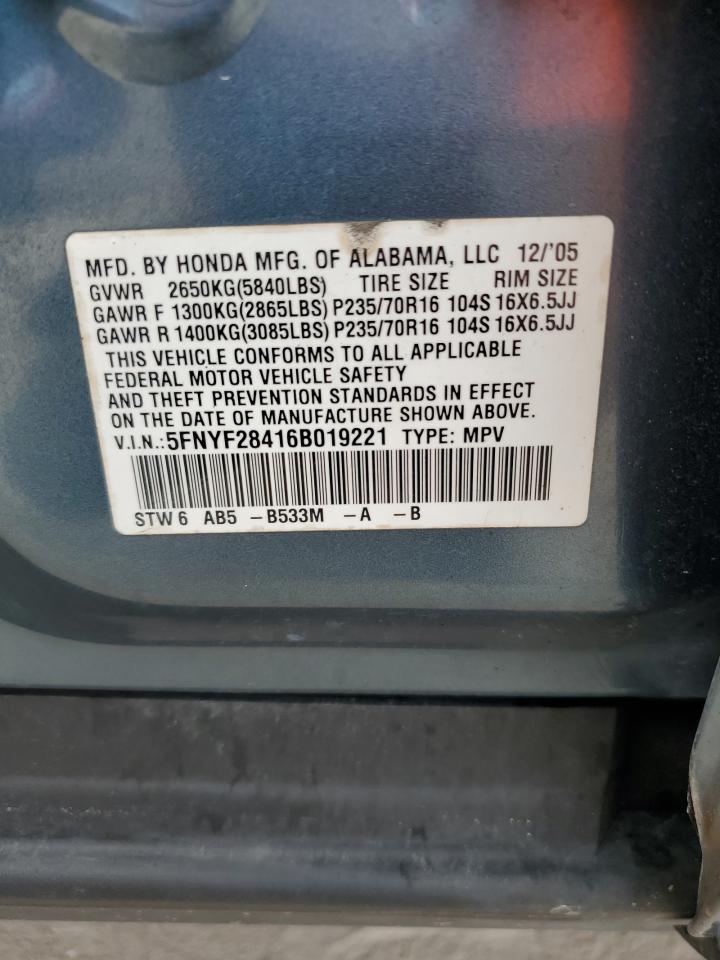 MFD. BY HONDA MFG. OF ALABAMA, LLC 12/'05
GVWR 2650KG(5840LBS) TIRE SIZE RIM SIZE
GAWR F 1300KG(2865LBS) P235/70R16 104S 16X6.5JJ
GAWR R 1400KG(3085LBS) P235/70R16 104S 16X6.5JJ
THIS VEHICLE CONFORMS TO ALL APPLICABLE
FEDERAL MOTOR VEHICLE SAFETY
AND THEFT PREVENTION STANDARDS IN EFFECT
ON THE DATE OF MANUFACTURE SHOWN ABOVE.
V.I.N.:5FNYF28416B019221 TYPE: MPV
STW6 AB5 –B533M –A –B